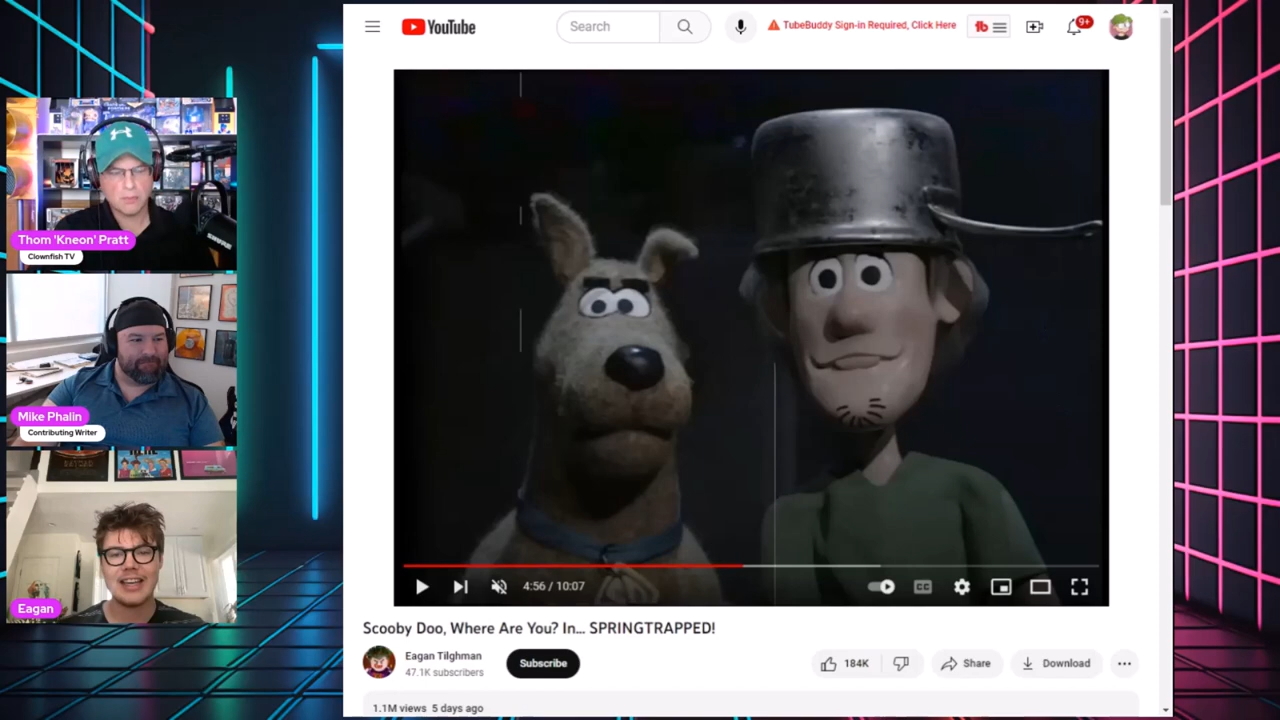 YouTube
Search
TubeBuddy Sign-in Required, Click Here
tb
9+
Thom 'Kneon' Pratt
Clownfish TV
Mike Phalin
Contributing Writer
Eagan
4:56 / 10:07
CC
Scooby Doo, Where Are You? In... SPRINGTRAPPED!
Eagan Tilghman
47.1K subscribers
Subscribe
184K
Share
Download
1.1M views 5 days ago